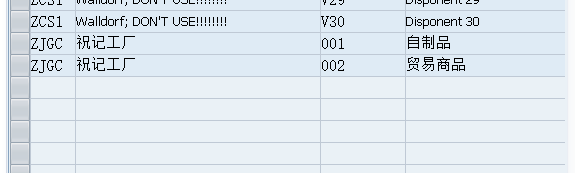 ZCS1 Walldorf; DON'T USE!!!!!!!! V29 Disponent 29
ZCS1 Walldorf; DON'T USE!!!!!!!! V30 Disponent 30
ZJGC 祝记工厂 001 自制品
ZJGC 祝记工厂 002 贸易商品